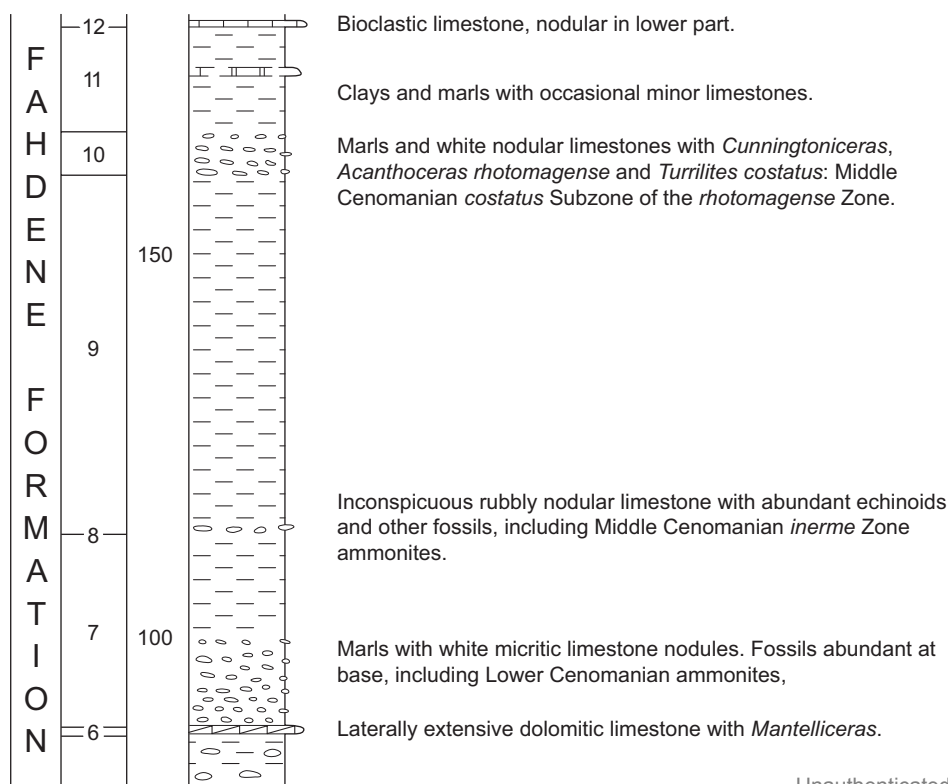 12
Bioclastic limestone, nodular in lower part.
11
Clays and marls with occasional minor limestones.
10
Marls and white nodular limestones with Cunningtoniceras,
Acanthoceras rhotomagense and Turrilites costatus: Middle
Cenomanian costatus Subzone of the rhotomagense Zone.
150
9
FAHDENE FORMATION
Inconspicuous rubbly nodular limestone with abundant echinoids
and other fossils, including Middle Cenomanian inerme Zone
ammonites.
8
7
100
Marls with white micritic limestone nodules. Fossils abundant at
base, including Lower Cenomanian ammonites,
6
Laterally extensive dolomitic limestone with Mantelliceras.
Unauthenticated